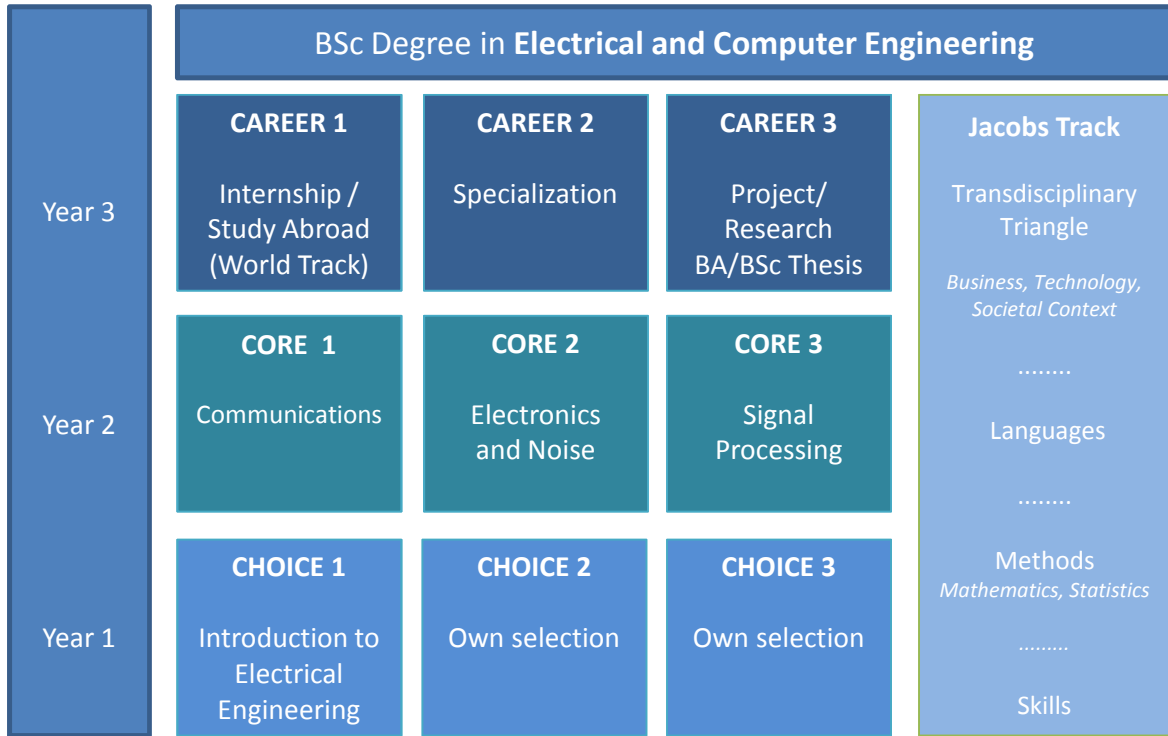 BSc Degree in Electrical and Computer Engineering
Year 3
CAREER 1
Internship /
Study Abroad
(World Track)
CAREER 2
Specialization
CAREER 3
Project/
Research
BA/BSc Thesis
Year 2
CORE 1
Communications
CORE 2
Electronics
and Noise
CORE 3
Signal
Processing
Year 1
CHOICE 1
Introduction to
Electrical
Engineering
CHOICE 2
Own selection
CHOICE 3
Own selection
Jacobs Track
Transdisciplinary
Triangle
Business, Technology,
Societal Context
........
Languages
........
Methods
Mathematics, Statistics
.........
Skills